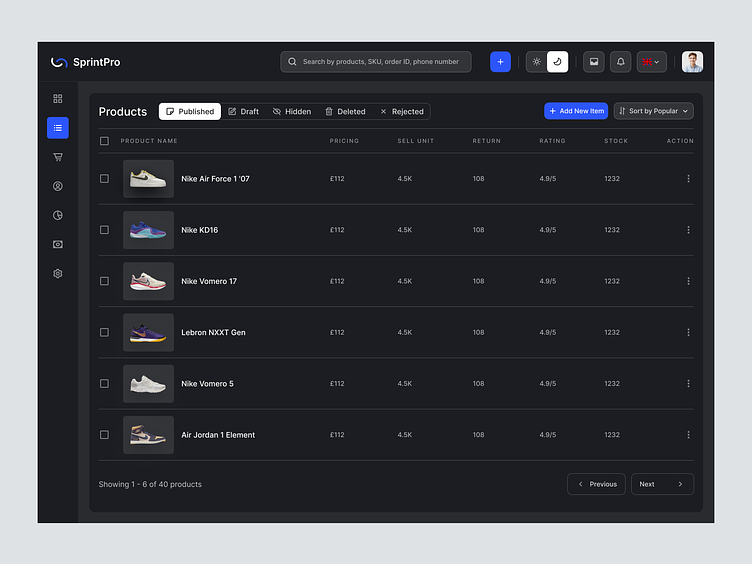 SprintPro
Search by products, SKU, order ID, phone number
Products
Published Draft Hidden Deleted Rejected
Add New Item
Sort by Popular
PRODUCT NAME PRICING SELL UNIT RETURN RATING STOCK ACTION
Nike Air Force 1 '07 £112 4.5K 108 4.9/5 1232
Nike KD16 £112 4.5K 108 4.9/5 1232
Nike Vomero 17 £112 4.5K 108 4.9/5 1232
Lebron NXXT Gen £112 4.5K 108 4.9/5 1232
Nike Vomero 5 £112 4.5K 108 4.9/5 1232
Air Jordan 1 Element £112 4.5K 108 4.9/5 1232
Showing 1 - 6 of 40 products
Previous
Next